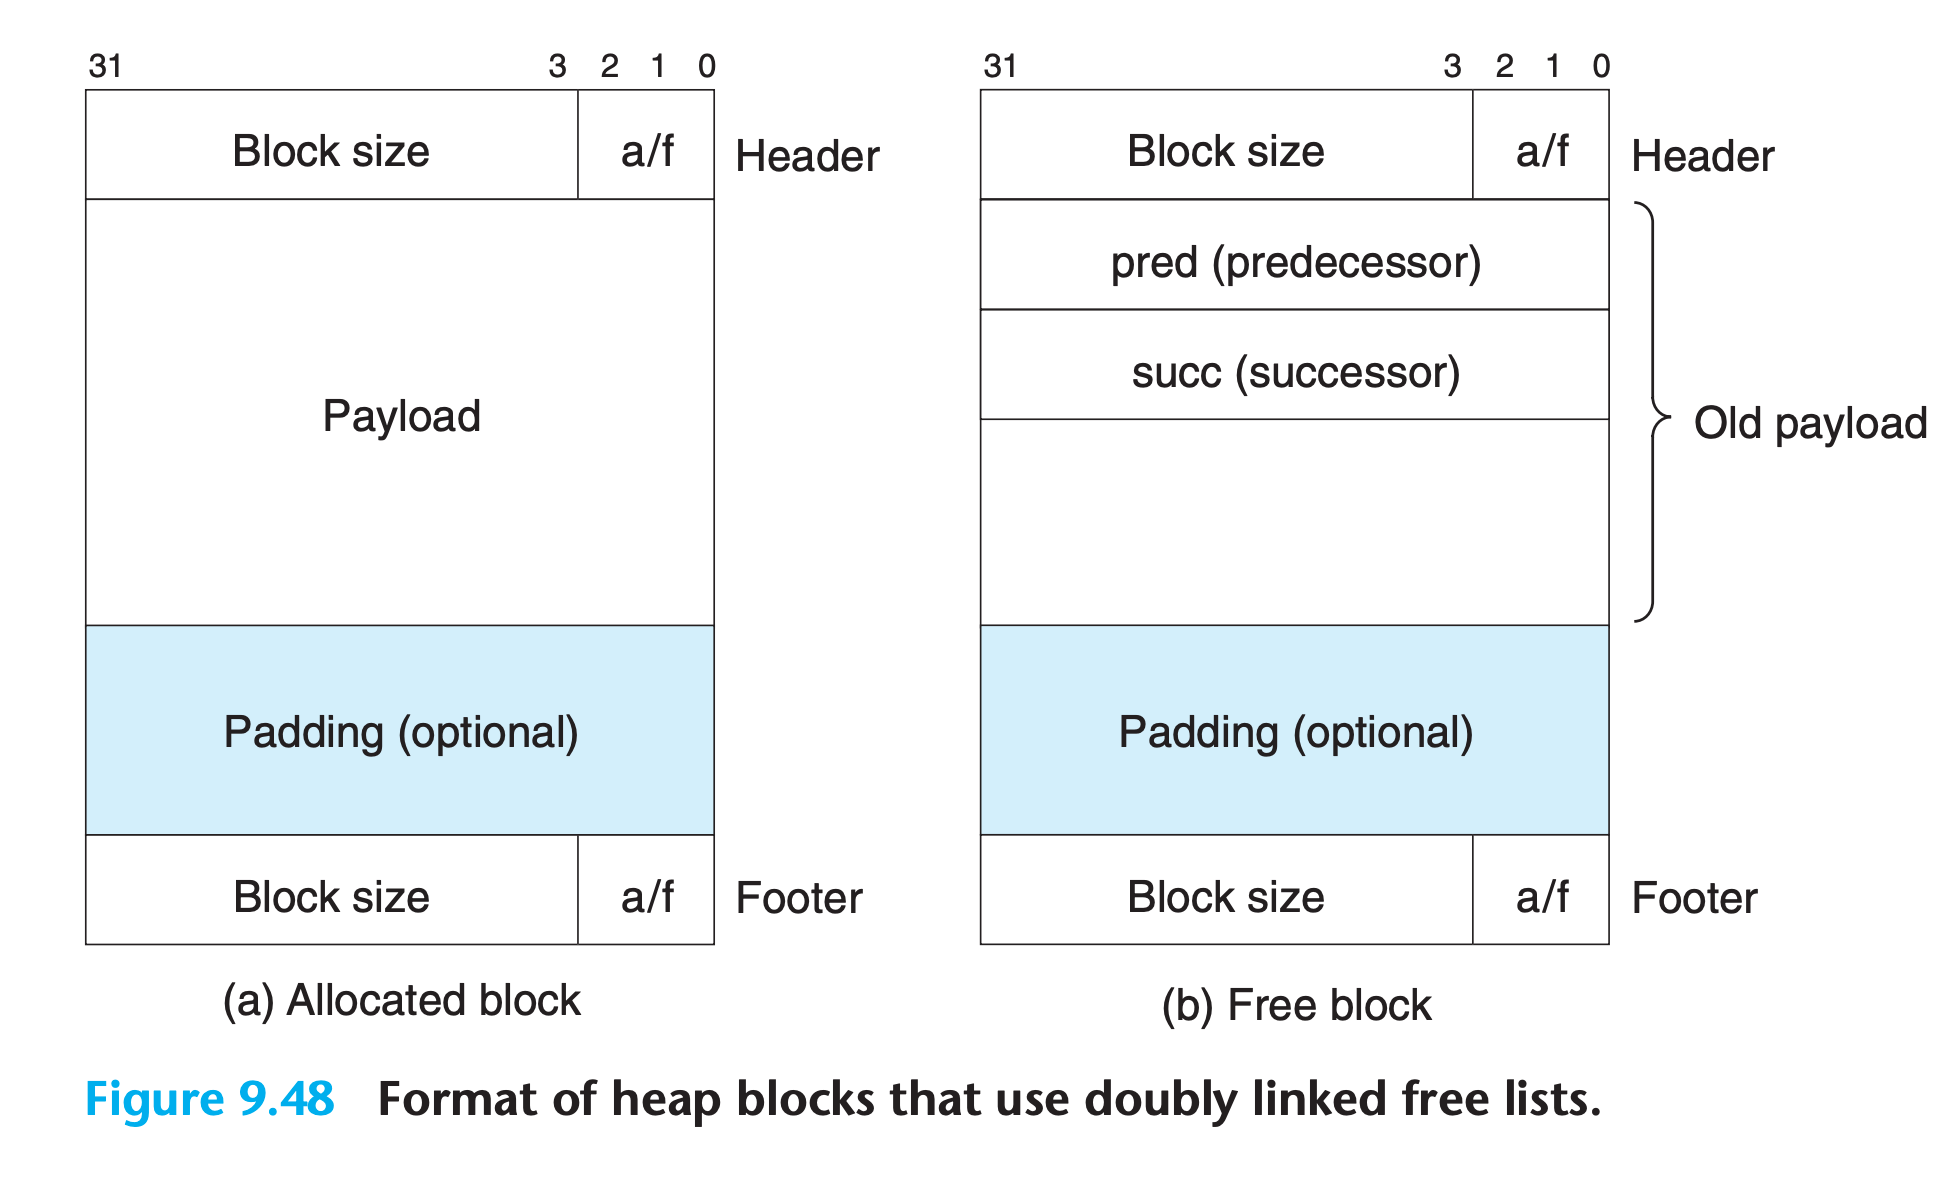 31 3 2 1 0
Block size a/f Header
Payload
Padding (optional)
Block size a/f Footer
(a) Allocated block
31 3 2 1 0
Block size a/f Header
pred (predecessor)
succ (successor)
Old payload
Padding (optional)
Block size a/f Footer
(b) Free block
Figure 9.48 Format of heap blocks that use doubly linked free lists.